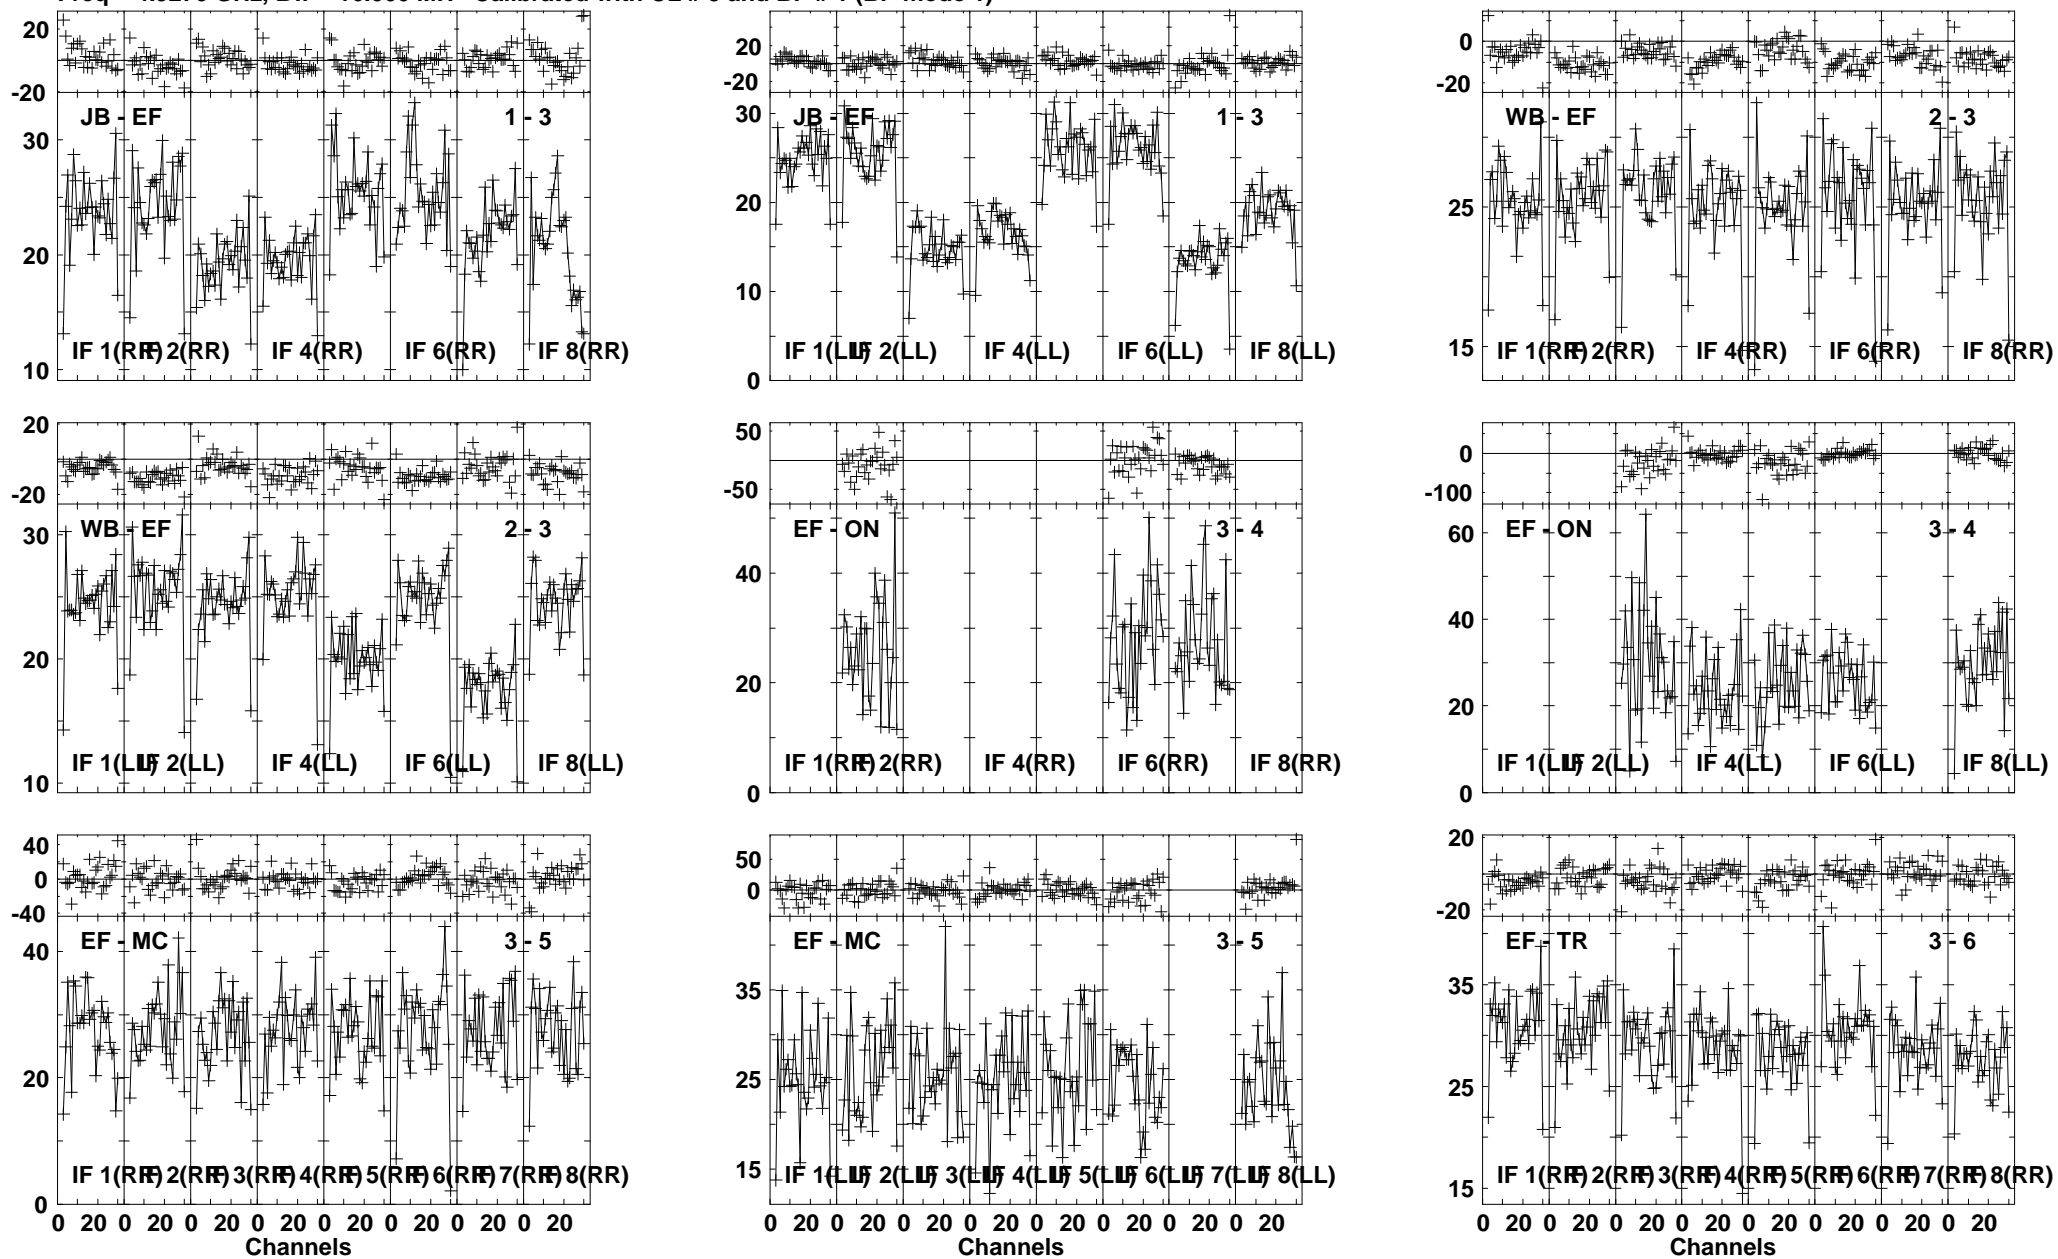 20
-20
JB - EF 1 - 3
30
20
10
IF 1(RR) IF 2(RR) IF 4(RR) IF 6(RR) IF 8(RR)
20
-20
JB - EF 1 - 3
30
20
10
0
IF 1(LL) IF 2(LL) IF 4(LL) IF 6(LL) IF 8(LL)
0
-20
WB - EF 2 - 3
25
15
IF 1(RR) IF 2(RR) IF 4(RR) IF 6(RR) IF 8(RR)
20
-20
WB - EF 2 - 3
30
20
10
IF 1(LL) IF 2(LL) IF 4(LL) IF 6(LL) IF 8(LL)
50
-50
EF - ON 3 - 4
40
20
0
IF 1(RR) IF 2(RR) IF 4(RR) IF 6(RR) IF 8(RR)
0
-100
EF - ON 3 - 4
60
40
20
0
IF 1(LL) IF 2(LL) IF 4(LL) IF 6(LL) IF 8(LL)
40
0
-40
EF - MC 3 - 5
40
20
0
IF 1(RR) IF 2(RR) IF 3(RR) IF 4(RR) IF 5(RR) IF 6(RR) IF 7(RR) IF 8(RR)
0 20 0 20 0 20 0 20 0 20 0 20 0 20 0 20
Channels
50
0
EF - MC 3 - 5
35
25
15
IF 1(LL) IF 2(LL) IF 3(LL) IF 4(LL) IF 5(LL) IF 6(LL) IF 7(LL) IF 8(LL)
0 20 0 20 0 20 0 20 0 20 0 20 0 20 0 20
Channels
20
-20
EF - TR 3 - 6
35
25
15
IF 1(RR) IF 2(RR) IF 3(RR) IF 4(RR) IF 5(RR) IF 6(RR) IF 7(RR) IF 8(RR)
0 20 0 20 0 20 0 20 0 20 0 20 0 20 0 20
Channels